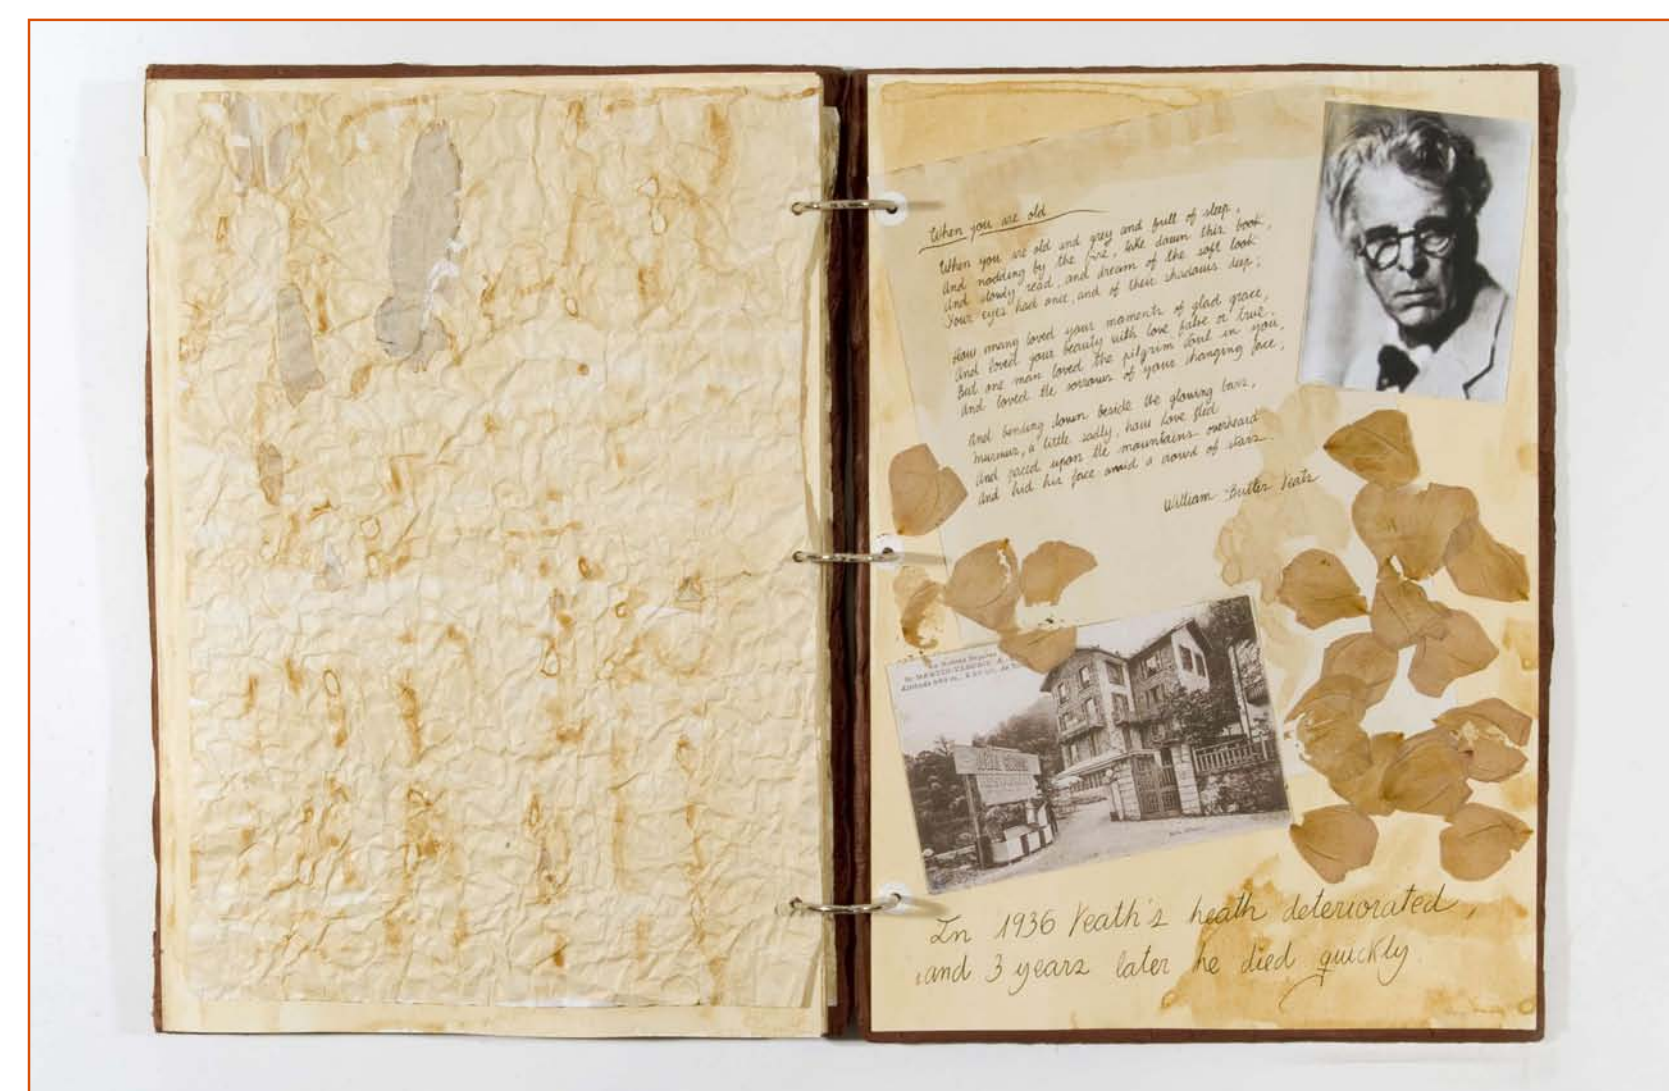 When you are old
When you are old and grey and full of sleep,
And nodding by the fire, take down this book,
And slowly read, and dream of the soft look
Your eyes had once, and of their shadows deep;
How many loved your moments of glad grace,
And loved your beauty with love false or true.
But one man loved the pilgrim soul in you,
And loved the sorrows of your changing face,
And bending down beside the glowing bars,
Murmur, a little sadly, how love fled
And paced upon the mountains overheard
And hid his face amid a crowd of stars.
William Butler Yeats
In 1936 Yeath's heath deteriorated,
and 3 years later he died quickly